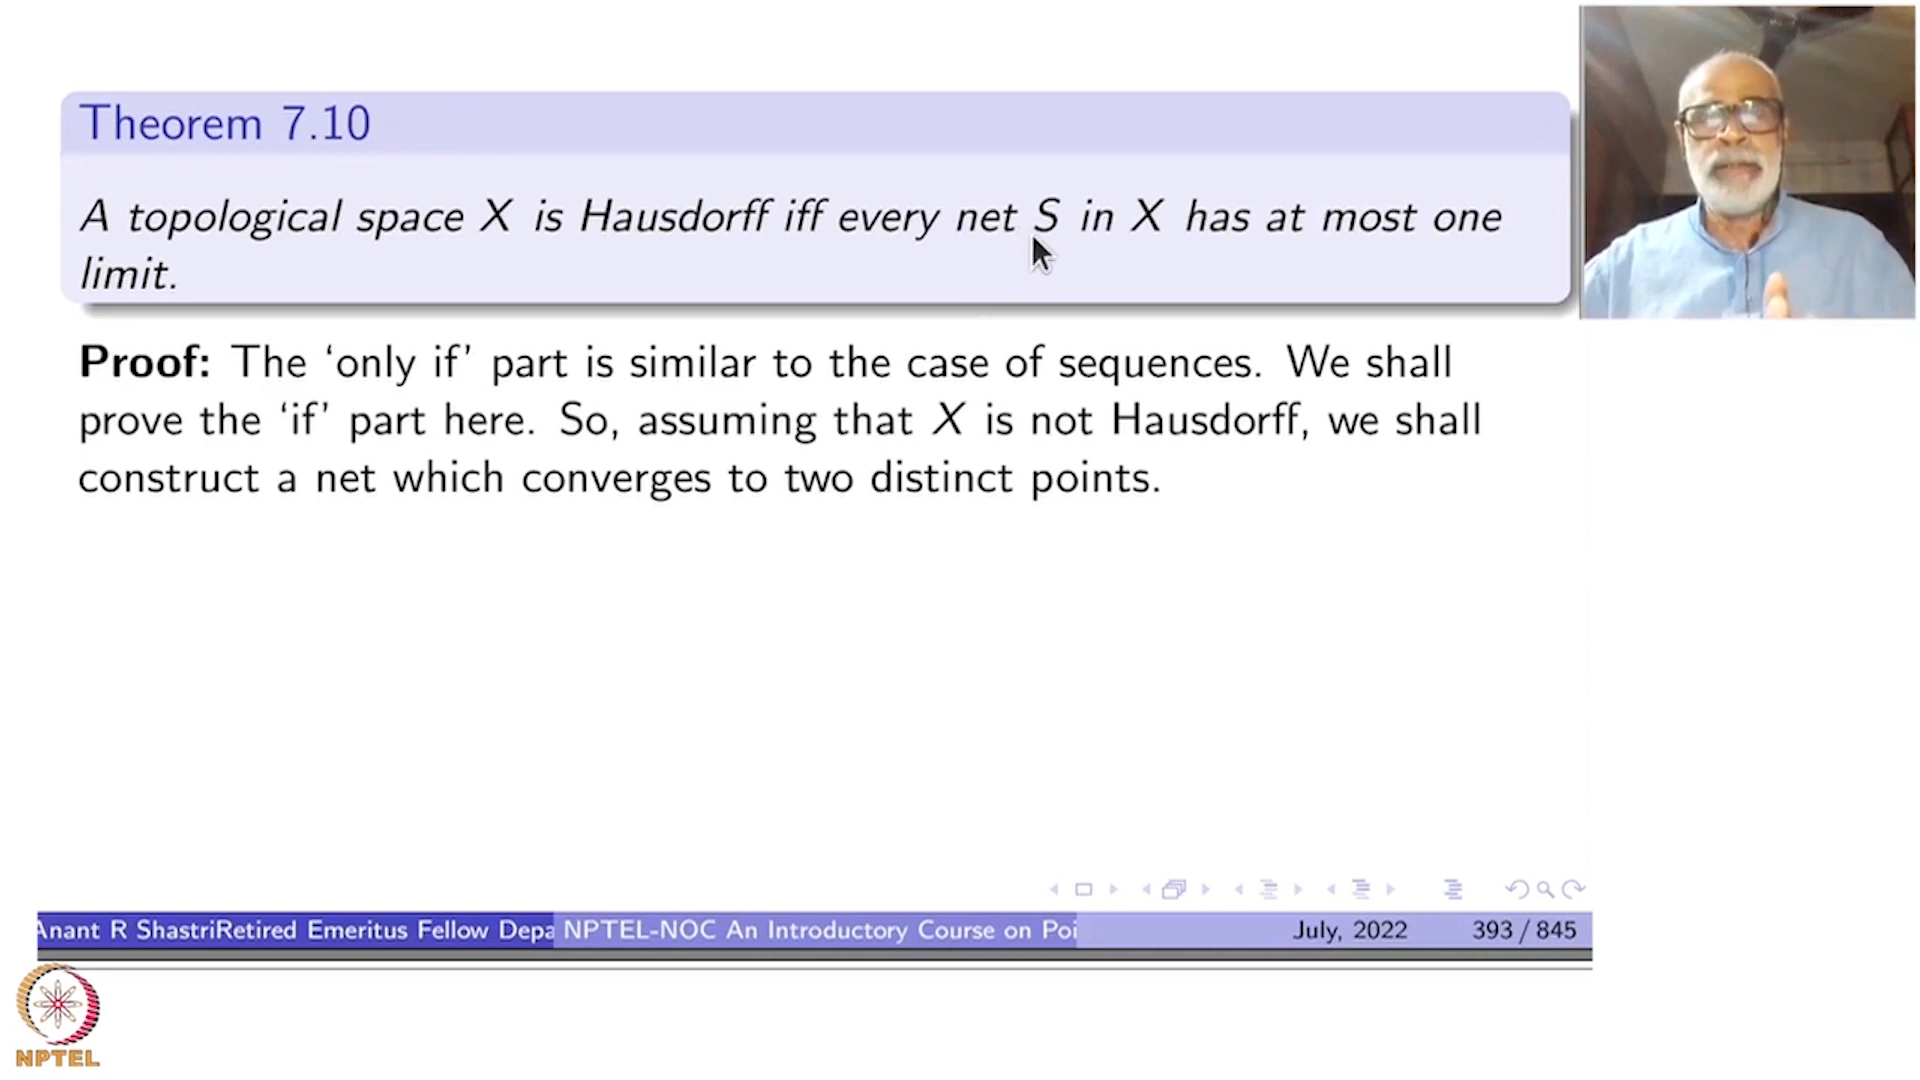 Theorem 7.10
A topological space X is Hausdorff iff every net S in X has at most one
limit.
Proof: The ‘only if’ part is similar to the case of sequences. We shall
prove the ‘if’ part here. So, assuming that X is not Hausdorff, we shall
construct a net which converges to two distinct points.
Anant R ShastriRetired Emeritus Fellow Depa NPTEL-NOC An Introductory Course on Poi July, 2022 393 / 845
NPTEL